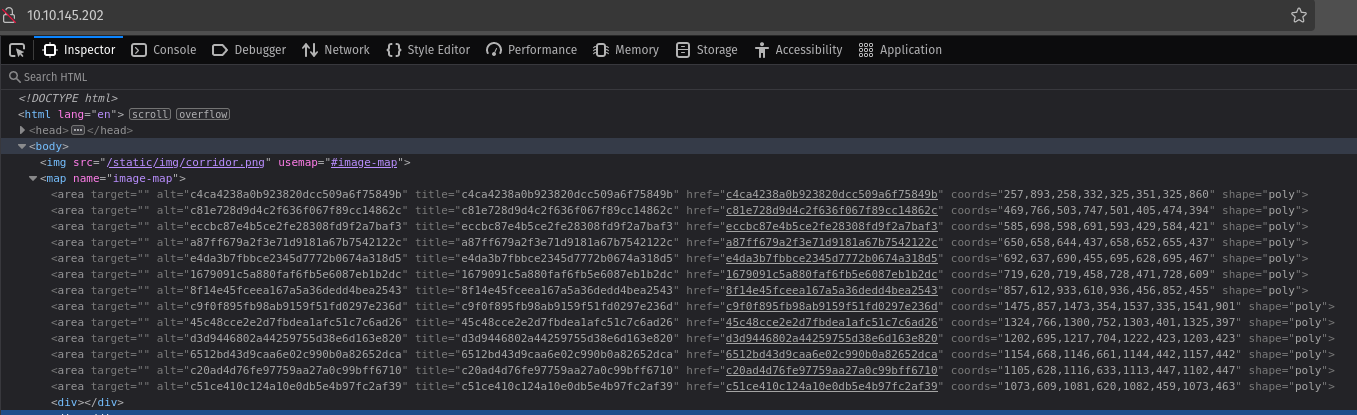 10.10.145.202
Inspector Console Debugger Network Style Editor Performance Memory Storage Accessibility Application
Search HTML
<!DOCTYPE html>
<html lang="en"> scroll overflow
<head> ••• </head>
<body>
<img src="/static/img/corridor.png" usemap="#image-map">
<map name="image-map">
<area target="" alt="c4ca4238a0b923820dcc509a6f75849b" title="c4ca4238a0b923820dcc509a6f75849b" href="c4ca4238a0b923820dcc509a6f75849b" coords="257,893,258,332,325,351,325,860" shape="poly">
<area target="" alt="c81e728d9d4c2f636f067f89cc14862c" title="c81e728d9d4c2f636f067f89cc14862c" href="c81e728d9d4c2f636f067f89cc14862c" coords="469,766,503,747,501,405,474,394" shape="poly">
<area target="" alt="eccbc87e4b5ce2fe28308fd9f2a7baf3" title="eccbc87e4b5ce2fe28308fd9f2a7baf3" href="eccbc87e4b5ce2fe28308fd9f2a7baf3" coords="585,698,598,691,593,429,584,421" shape="poly">
<area target="" alt="a87ff679a2f3e71d9181a67b7542122c" title="a87ff679a2f3e71d9181a67b7542122c" href="a87ff679a2f3e71d9181a67b7542122c" coords="650,658,644,437,658,652,655,437" shape="poly">
<area target="" alt="e4da3b7fbbce2345d7772b0674a318d5" title="e4da3b7fbbce2345d7772b0674a318d5" href="e4da3b7fbbce2345d7772b0674a318d5" coords="692,637,690,455,695,628,695,467" shape="poly">
<area target="" alt="1679091c5a880faf6fb5e6087eb1b2dc" title="1679091c5a880faf6fb5e6087eb1b2dc" href="1679091c5a880faf6fb5e6087eb1b2dc" coords="719,620,719,458,728,471,728,609" shape="poly">
<area target="" alt="8f14e45fceea167a5a36dedd4bea2543" title="8f14e45fceea167a5a36dedd4bea2543" href="8f14e45fceea167a5a36dedd4bea2543" coords="857,612,933,610,936,456,852,455" shape="poly">
<area target="" alt="c9f0f895fb98ab9159f51fd0297e236d" title="c9f0f895fb98ab9159f51fd0297e236d" href="c9f0f895fb98ab9159f51fd0297e236d" coords="1475,857,1473,354,1537,335,1541,901" shape="poly">
<area target="" alt="45c48cce2e2d7fbdea1afc51c7c6ad26" title="45c48cce2e2d7fbdea1afc51c7c6ad26" href="45c48cce2e2d7fbdea1afc51c7c6ad26" coords="1324,766,1300,752,1303,401,1325,397" shape="poly">
<area target="" alt="d3d9446802a44259755d38e6d163e820" title="d3d9446802a44259755d38e6d163e820" href="d3d9446802a44259755d38e6d163e820" coords="1202,695,1217,704,1222,423,1203,423" shape="poly">
<area target="" alt="6512bd43d9caa6e02c990b0a82652dca" title="6512bd43d9caa6e02c990b0a82652dca" href="6512bd43d9caa6e02c990b0a82652dca" coords="1154,668,1146,661,1144,442,1157,442" shape="poly">
<area target="" alt="c20ad4d76fe97759aa27a0c99bff6710" title="c20ad4d76fe97759aa27a0c99bff6710" href="c20ad4d76fe97759aa27a0c99bff6710" coords="1105,628,1116,633,1113,447,1102,447" shape="poly">
<area target="" alt="c51ce410c124a10e0db5e4b97fc2af39" title="c51ce410c124a10e0db5e4b97fc2af39" href="c51ce410c124a10e0db5e4b97fc2af39" coords="1073,609,1081,620,1082,459,1073,463" shape="poly">
<div></div>